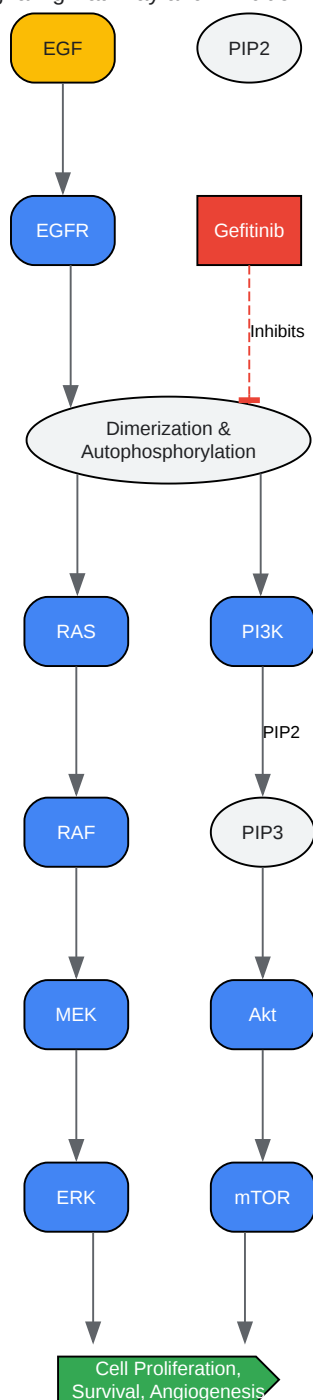 EGF
PIP2
EGFR
Gefitinib
Inhibits
Dimerization &
Autophosphorylation
RAS
PI3K
PIP2
RAF
PIP3
MEK
Akt
ERK
mTOR
Cell Proliferation,
Survival, Angiogenesis